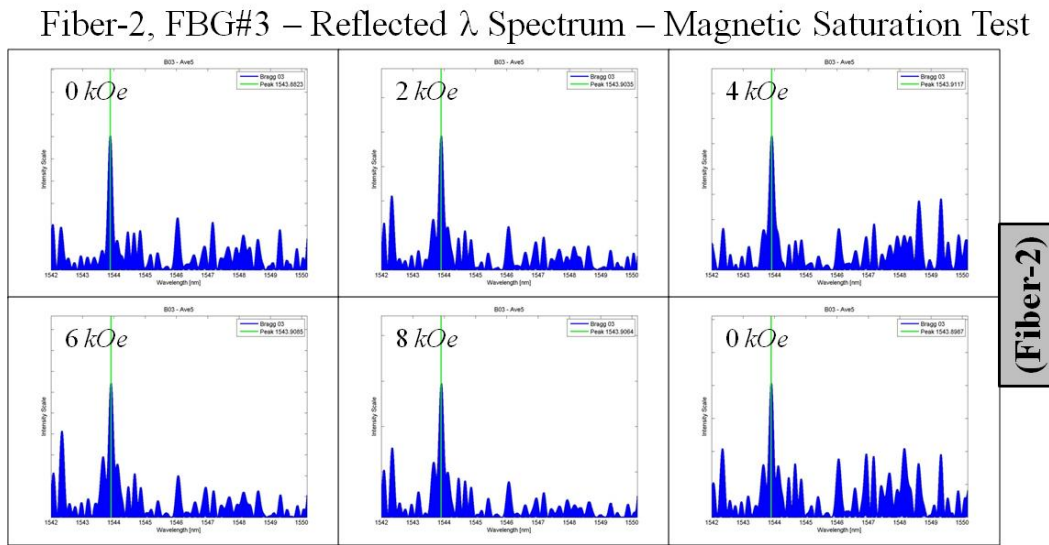 Fiber-2, FBG#3 – Reflected λ Spectrum – Magnetic Saturation Test
B03 - Ave5
0 kOe
Bragg 03
Peak 1543.8823
Intensity Scale
1542 1543 1544 1545 1546 1547 1548 1549 1550
Wavelength [nm]
B03 - Ave5
2 kOe
Bragg 03
Peak 1543.9035
Intensity Scale
1542 1543 1544 1545 1546 1547 1548 1549 1550
Wavelength [nm]
B03 - Ave5
4 kOe
Bragg 03
Peak 1543.9117
Intensity Scale
1542 1543 1544 1545 1546 1547 1548 1549 1550
Wavelength [nm]
B03 - Ave5
6 kOe
Bragg 03
Peak 1543.9085
Intensity Scale
1542 1543 1544 1545 1546 1547 1548 1549 1550
Wavelength [nm]
B03 - Ave5
8 kOe
Bragg 03
Peak 1543.9064
Intensity Scale
1542 1543 1544 1545 1546 1547 1548 1549 1550
Wavelength [nm]
B03 - Ave5
0 kOe
Bragg 03
Peak 1543.8987
Intensity Scale
1542 1543 1544 1545 1546 1547 1548 1549 1550
Wavelength [nm]
(Fiber-2)